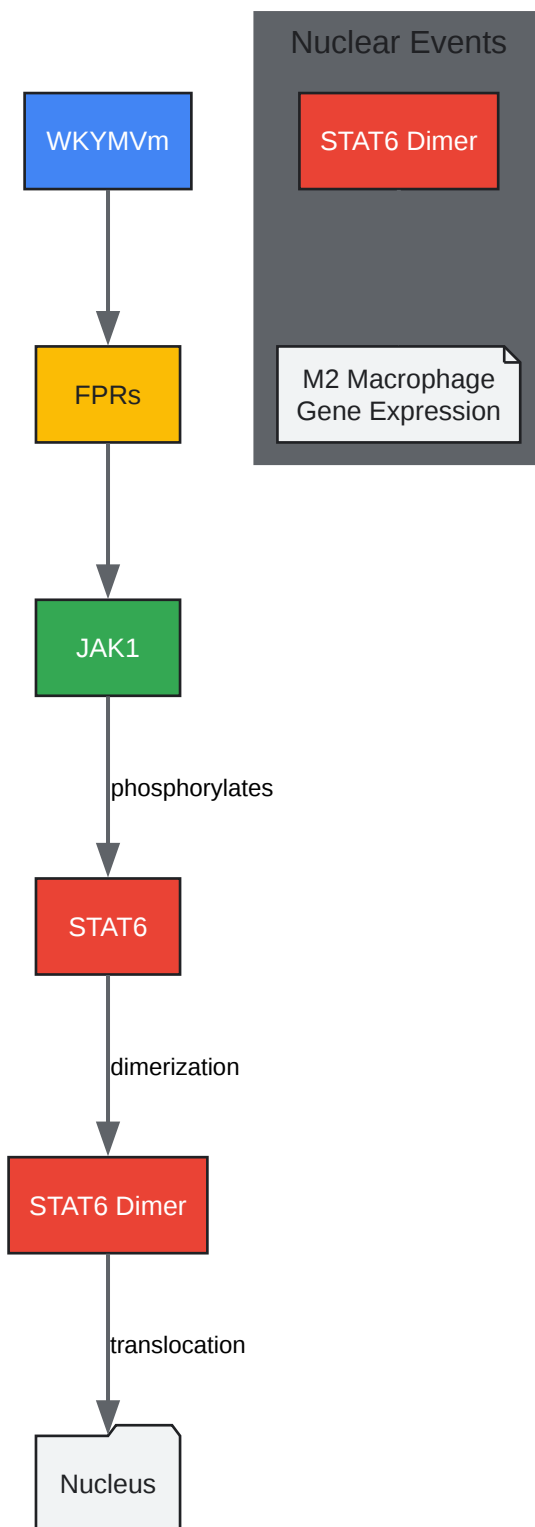 Nuclear Events
WKYMVm
STAT6 Dimer
FPRs
M2 Macrophage
Gene Expression
JAK1
phosphorylates
STAT6
dimerization
STAT6 Dimer
translocation
Nucleus